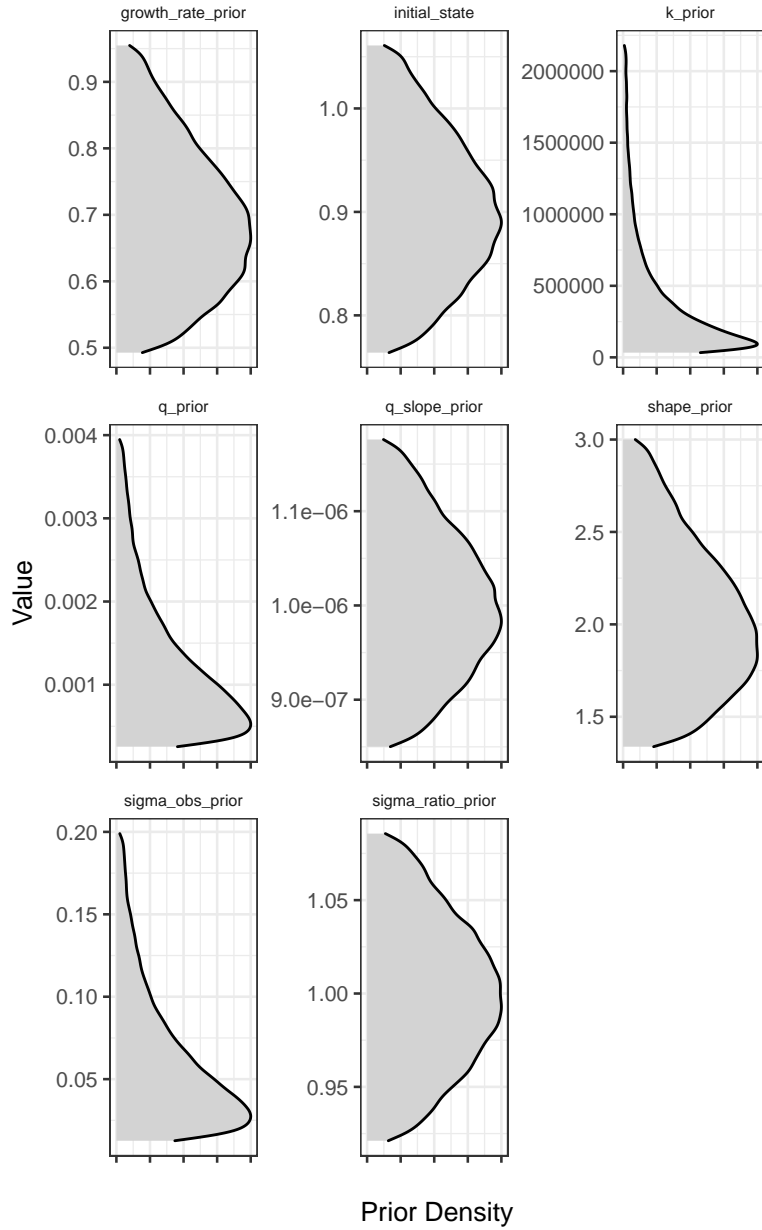 growth_rate_prior
initial_state
k_prior
0.9
0.8
0.7
0.6
0.5
1.0
0.9
0.8
2000000
1500000
1000000
500000
0
q_prior
q_slope_prior
shape_prior
0.004
0.003
0.002
0.001
1.1e-06
1.0e-06
9.0e-07
3.0
2.5
2.0
1.5
Value
sigma_obs_prior
sigma_ratio_prior
0.20
0.15
0.10
0.05
1.05
1.00
0.95
Prior Density